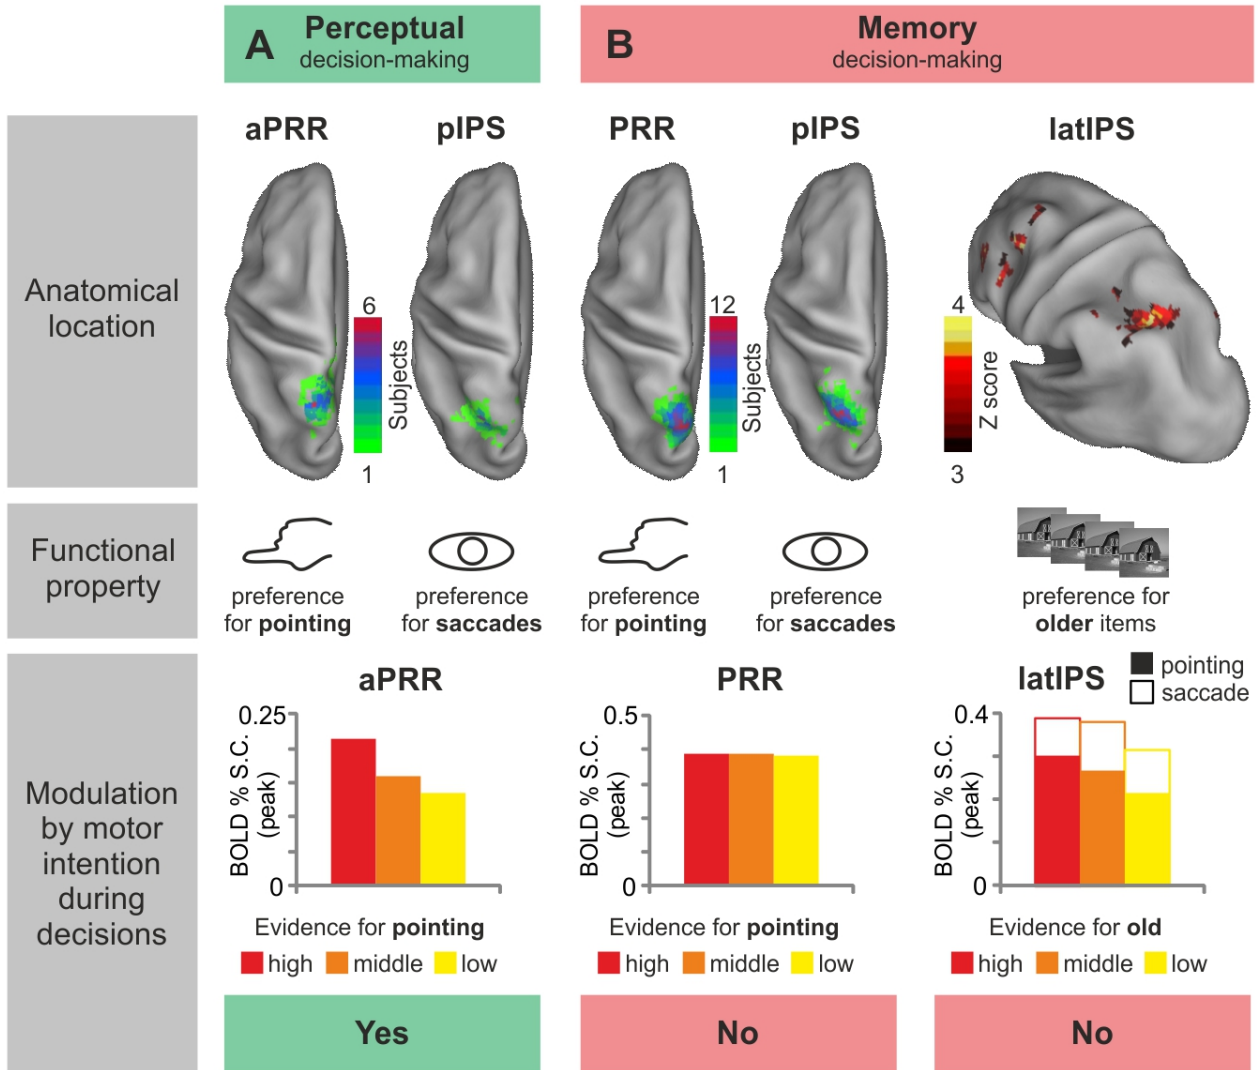 A
Perceptual
decision-making
B
Memory
decision-making
Anatomical
location
aPRR
pIPS
PRR
pIPS
latIPS
6
Subjects
1
12
Subjects
1
4
Z score
3
Functional
property
preference
for pointing
preference
for saccades
preference
for pointing
preference
for saccades
preference for
older items
Modulation
by motor
intention
during
decisions
aPRR
0.25
BOLD % S.C.
(peak)
0
Evidence for pointing
high middle low
Yes
PRR
0.5
BOLD % S.C.
(peak)
0
Evidence for pointing
high middle low
No
latIPS
pointing
saccade
0.4
BOLD % S.C.
(peak)
0
Evidence for old
high middle low
No